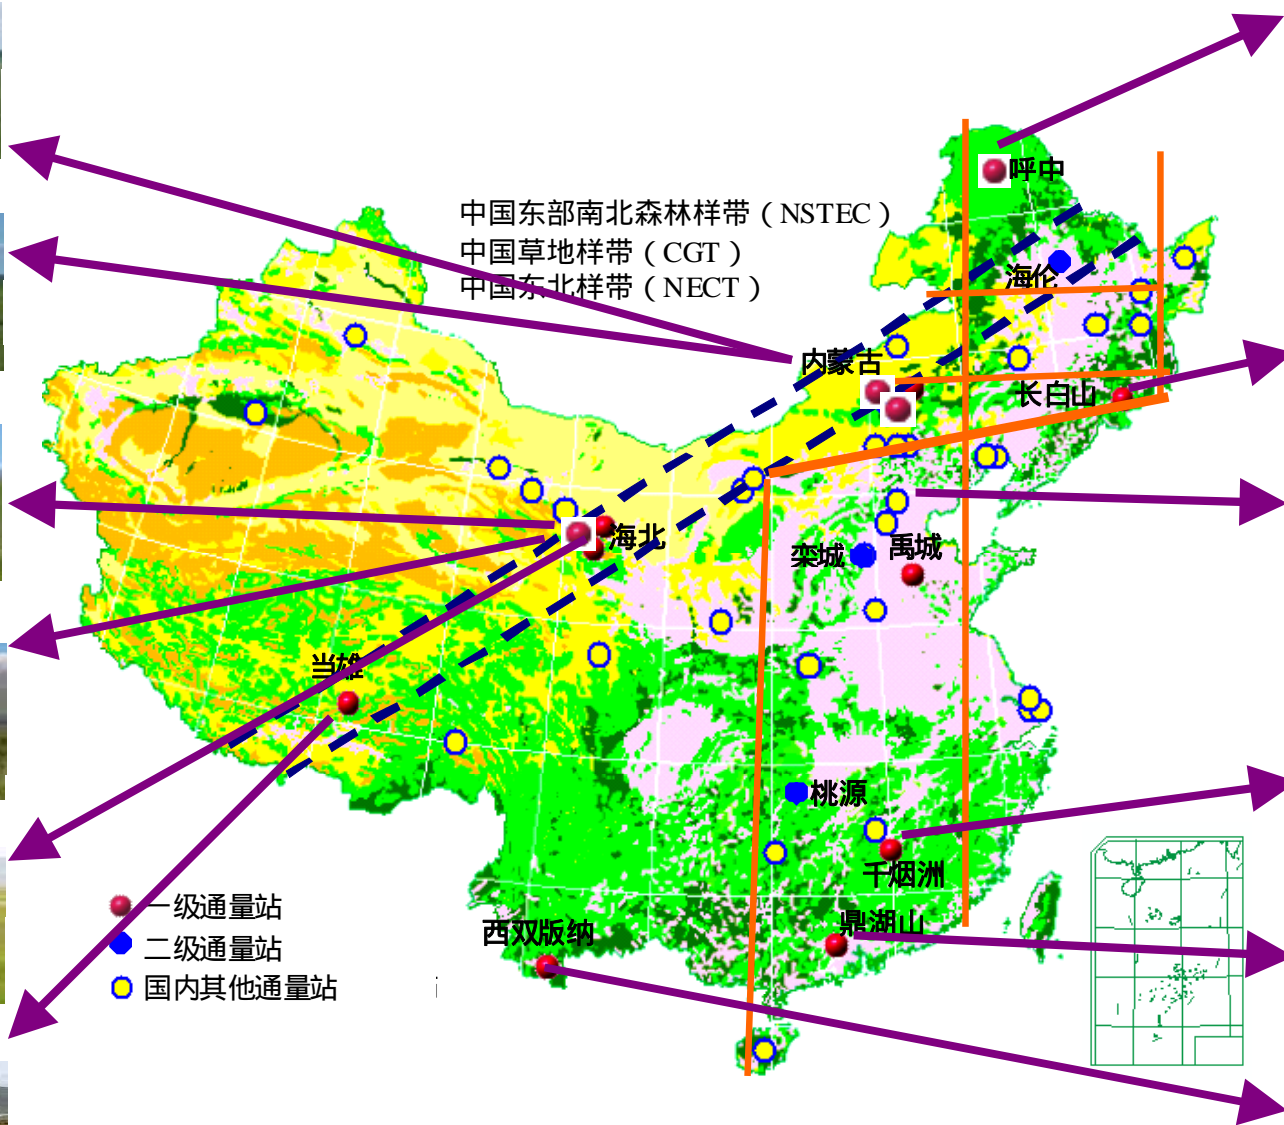 呼中
中国东部南北森林样带（NSTEC）
中国草地样带（CGT）
中国东北样带（NECT）
海伦
内蒙古
长白山
海北
栾城
禹城
当雄
桃源
千烟洲
鼎湖山
西双版纳
一级通量站
二级通量站
国内其他通量站